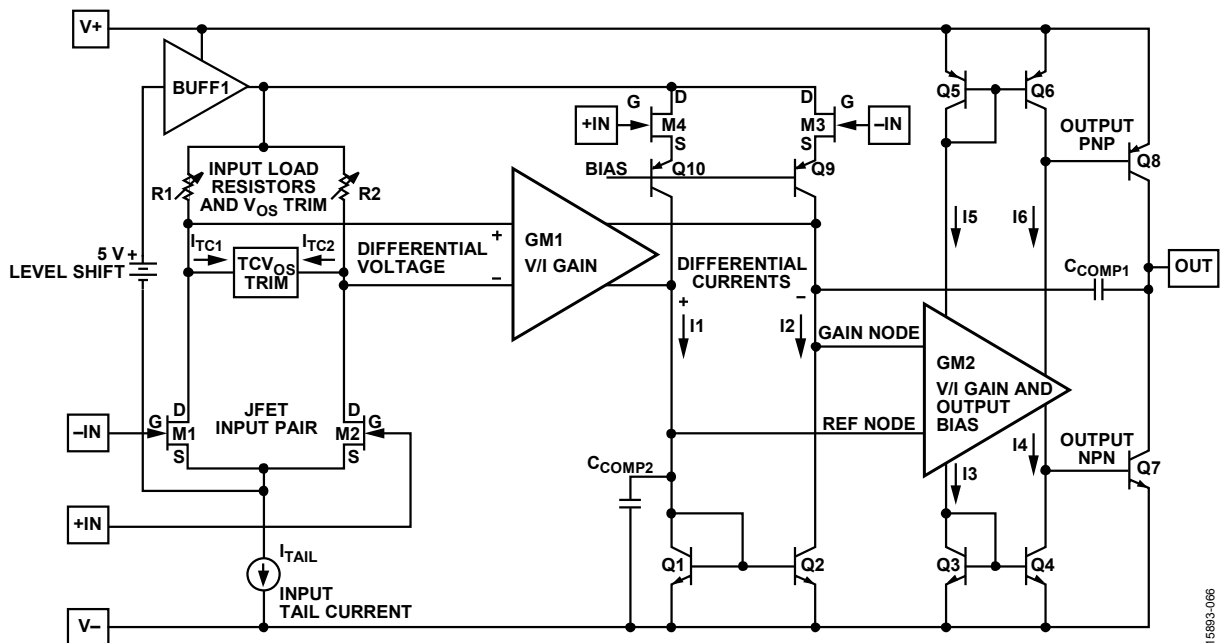 V+
BUFF1
Q5
Q6
G
D
D
G
+IN
M4
M3
−IN
S
S
OUTPUT
PNP
Q8
INPUT LOAD
RESISTORS
AND VOS TRIM
R1
R2
BIAS
Q10
Q9
I5
I6
5 V +
LEVEL SHIFT
ITC1
ITC2
TCVOS
TRIM
DIFFERENTIAL
VOLTAGE
+
−
GM1
V/I GAIN
DIFFERENTIAL
CURRENTS
+
−
I1
I2
CCOMP1
OUT
GAIN NODE
GM2
V/I GAIN AND
OUTPUT
BIAS
REF NODE
JFET
INPUT PAIR
−IN
G
D
M1
S
D
G
M2
S
+IN
CCOMP2
I3
I4
OUTPUT
NPN
Q7
ITAIL
INPUT
TAIL CURRENT
Q1
Q2
Q3
Q4
V−
15893-066